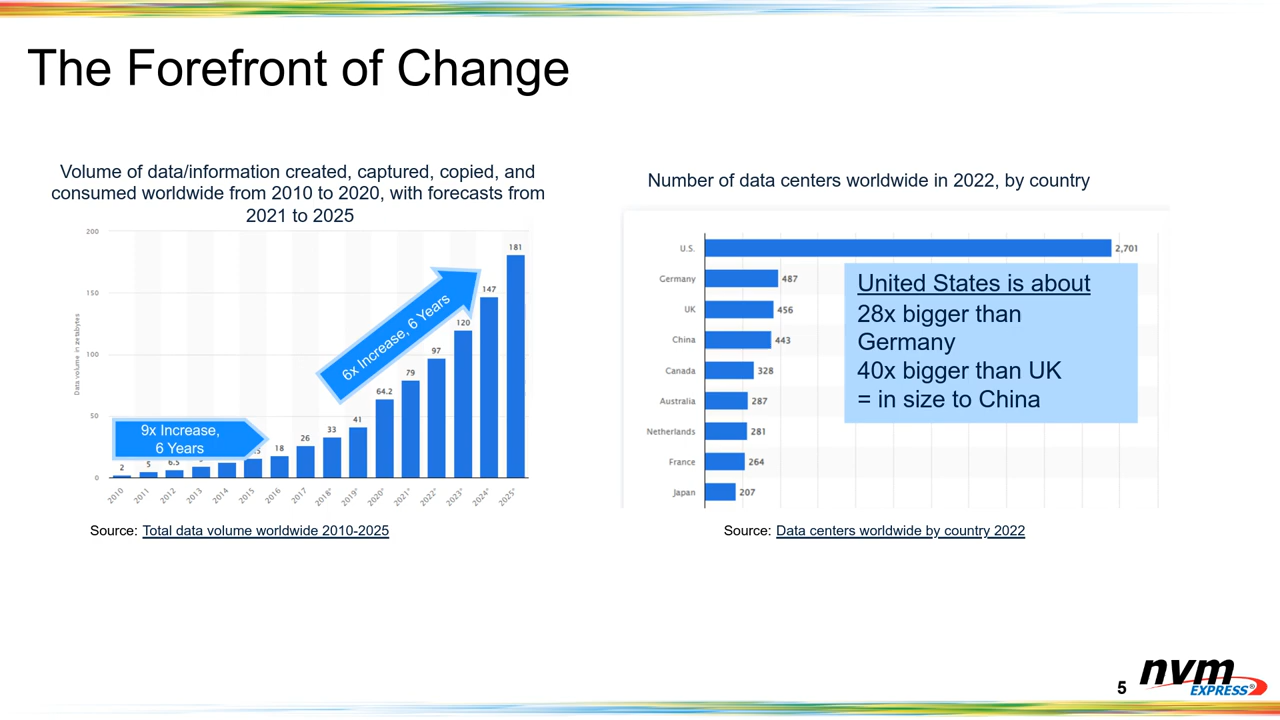 The Forefront of Change
Volume of data/information created, captured, copied, and
consumed worldwide from 2010 to 2020, with forecasts from
2021 to 2025
200
150
100
50
0
Data volume in zetabytes
2
5
6.5
18
26
33
41
64.2
79
97
120
147
181
9x Increase,
6 Years
6x Increase, 6 Years
2010
2011
2012
2013
2014
2015
2016
2017
2018*
2019*
2020*
2021*
2022*
2023*
2024*
2025*
Source: Total data volume worldwide 2010-2025
Number of data centers worldwide in 2022, by country
U.S. 2,701
Germany 487
UK 456
China 443
Canada 328
Australia 287
Netherlands 281
France 264
Japan 207
United States is about
28x bigger than
Germany
40x bigger than UK
= in size to China
Source: Data centers worldwide by country 2022
5
nvm
EXPRESS®